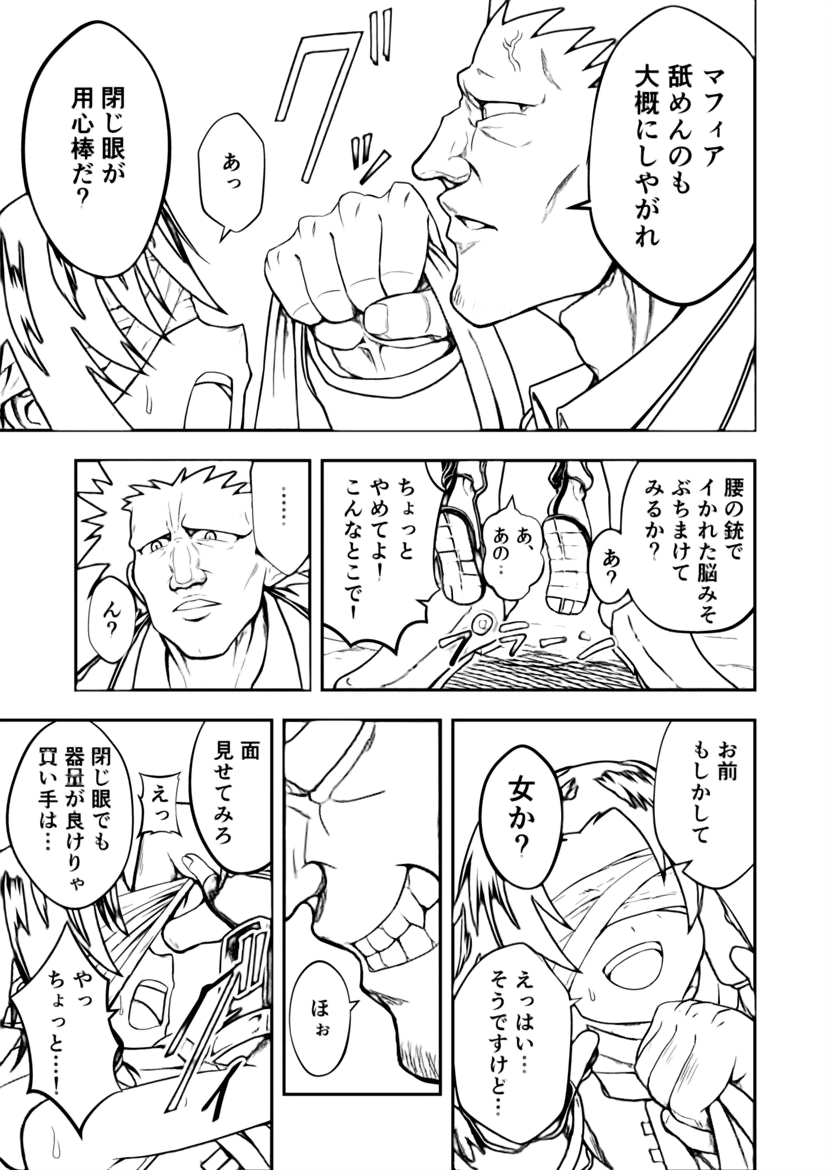 マフィア
舐めんのも
大概にしやがれ
グッ
あっ
閉じ眼が
用心棒だ？
腰の銃で
イかれた脳みそ
ぶちまけて
みるか？
あ？
あ、
あの…
ちょっと
やめてよ！
こんなとこで！
プラーン
……
ん？
お前
もしかして
女か？
えっはい…
そうですけど…
ほぉ
面
見せてみろ
えっ
閉じ眼でも
器量が良けりゃ
買い手は…
やっ
ちょっと…！